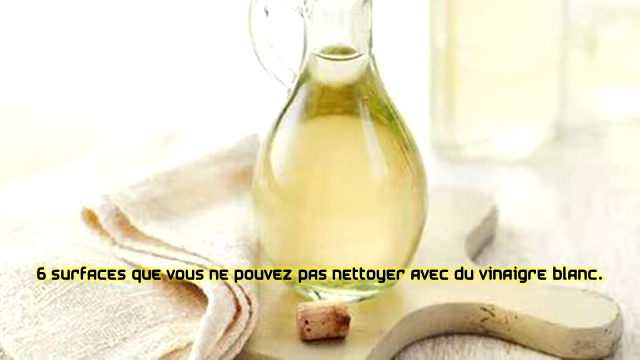 6 surfaces que vous ne pouvez pas nettoyer avec du vinaigre blanc.